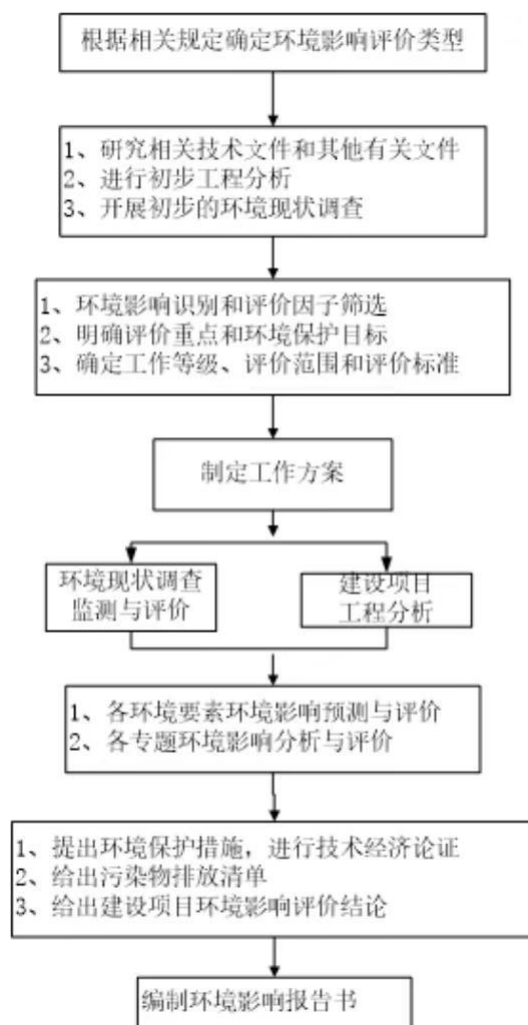 根据相关规定确定环境影响评价类型
1、研究相关技术文件和其他有关文件
2、进行初步工程分析
3、开展初步的环境现状调查
1、环境影响识别和评价因子筛选
2、明确评价重点和环境保护目标
3、确定工作等级、评价范围和评价标准
制定工作方案
环境现状调查
监测与评价
建设项目
工程分析
1、各环境要素环境影响预测与评价
2、各专题环境影响分析与评价
1、提出环境保护措施，进行技术经济论证
2、给出污染物排放清单
3、给出建设项目环境影响评价结论
编制环境影响报告书